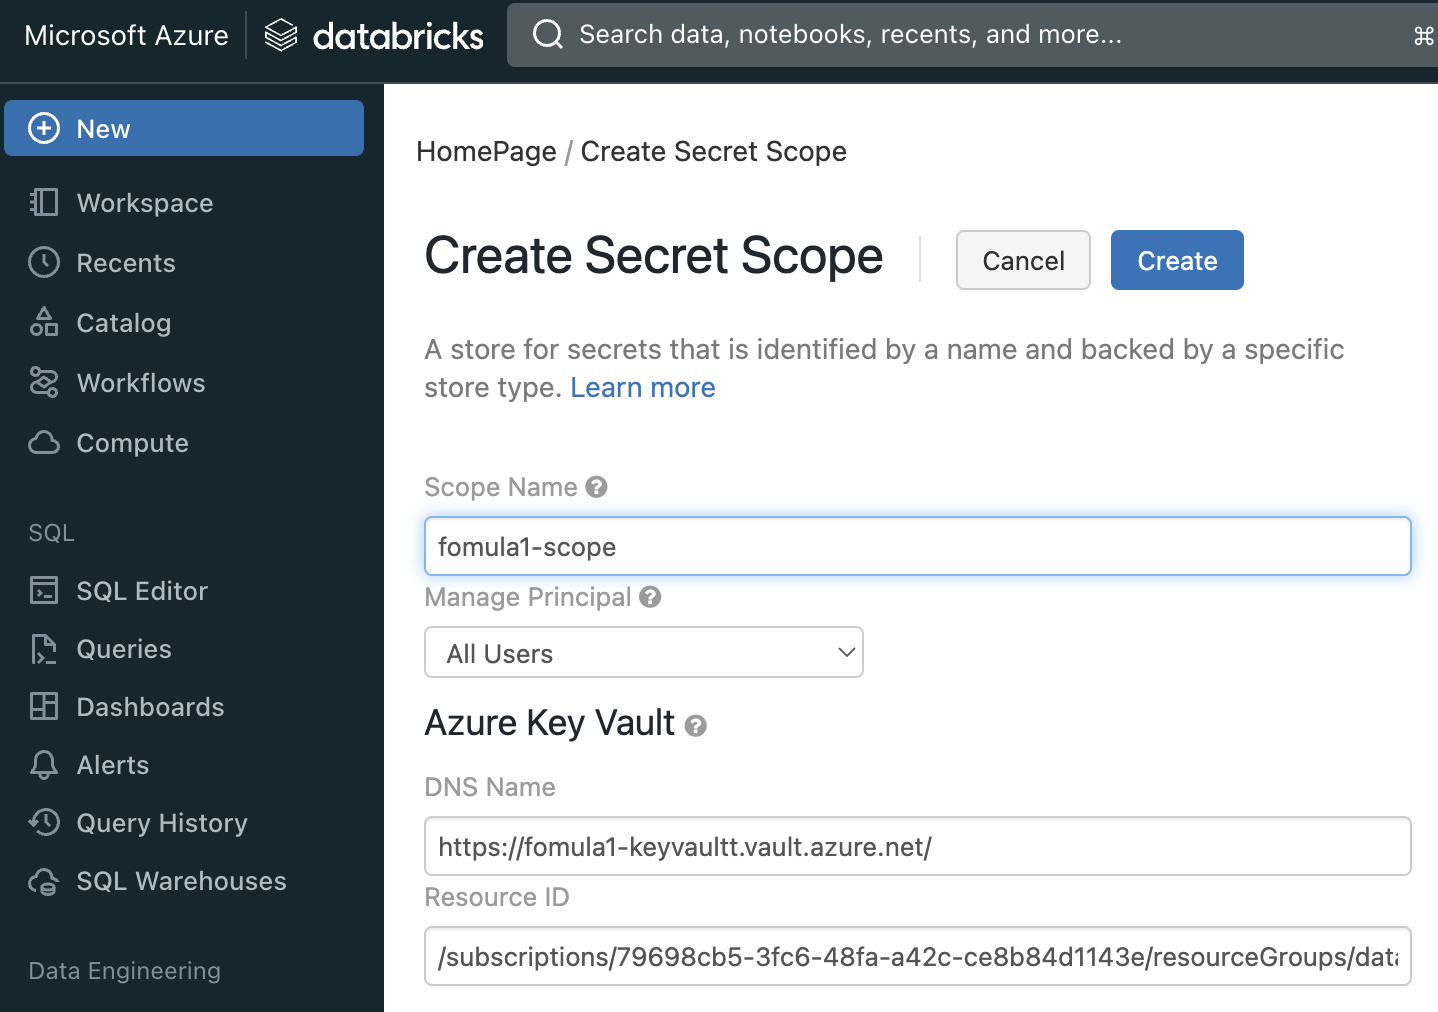 Microsoft Azure databricks Search data, notebooks, recents, and more... ⌘
New
Workspace
Recents
Catalog
Workflows
Compute
SQL
SQL Editor
Queries
Dashboards
Alerts
Query History
SQL Warehouses
Data Engineering
HomePage / Create Secret Scope
Create Secret Scope Cancel Create
A store for secrets that is identified by a name and backed by a specific
store type. Learn more
Scope Name ?
fomula1-scope
Manage Principal ?
All Users
Azure Key Vault ?
DNS Name
https://fomula1-keyvaultt.vault.azure.net/
Resource ID
/subscriptions/79698cb5-3fc6-48fa-a42c-ce8b84d1143e/resourceGroups/data